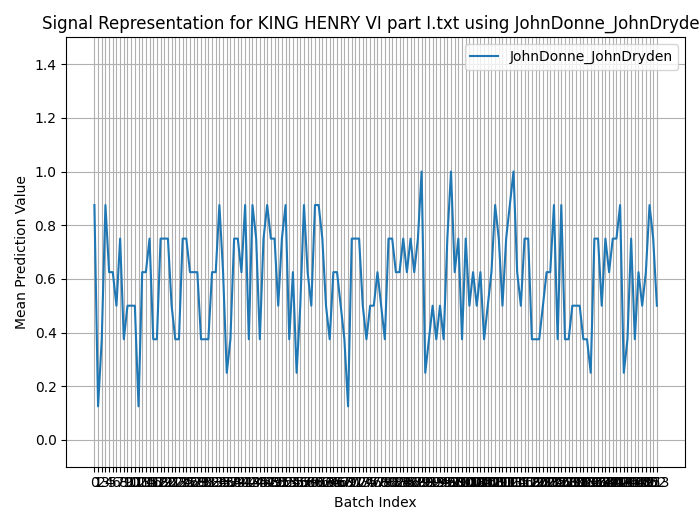 Signal Representation for KING HENRY VI part I.txt using JohnDonne_JohnDryde
JohnDonne_JohnDryden
1.4
1.2
1.0
0.8
0.6
0.4
0.2
0.0
Mean Prediction Value
Batch Index